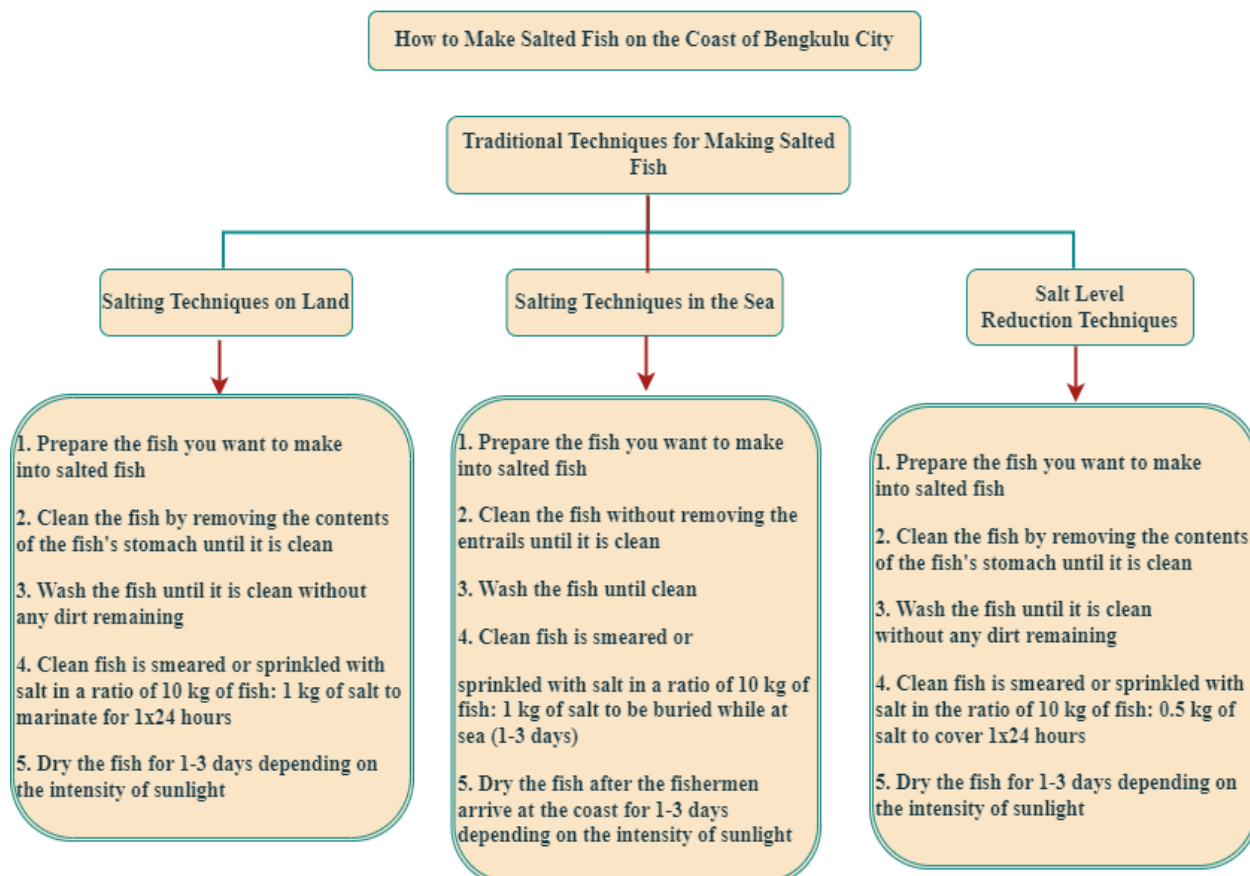 How to Make Salted Fish on the Coast of Bengkulu City
Traditional Techniques for Making Salted
Fish
Salting Techniques on Land
1. Prepare the fish you want to make
into salted fish
2. Clean the fish by removing the contents
of the fish's stomach until it is clean
3. Wash the fish until it is clean without
any dirt remaining
4. Clean fish is smeared or sprinkled with
salt in a ratio of 10 kg of fish: 1 kg of salt to
marinate for 1x24 hours
5. Dry the fish for 1-3 days depending on
the intensity of sunlight
Salting Techniques in the Sea
1. Prepare the fish you want to make
into salted fish
2. Clean the fish without removing the
entrails until it is clean
3. Wash the fish until clean
4. Clean fish is smeared or
sprinkled with salt in a ratio of 10 kg of
fish: 1 kg of salt to be buried while at
sea (1-3 days)
5. Dry the fish after the fishermen
arrive at the coast for 1-3 days
depending on the intensity of sunlight
Salt Level
Reduction Techniques
1. Prepare the fish you want to make
into salted fish
2. Clean the fish by removing the contents
of the fish's stomach until it is clean
3. Wash the fish until it is clean
without any dirt remaining
4. Clean fish is smeared or sprinkled with
salt in the ratio of 10 kg of fish: 0.5 kg of
salt to cover 1x24 hours
5. Dry the fish for 1-3 days depending on
the intensity of sunlight